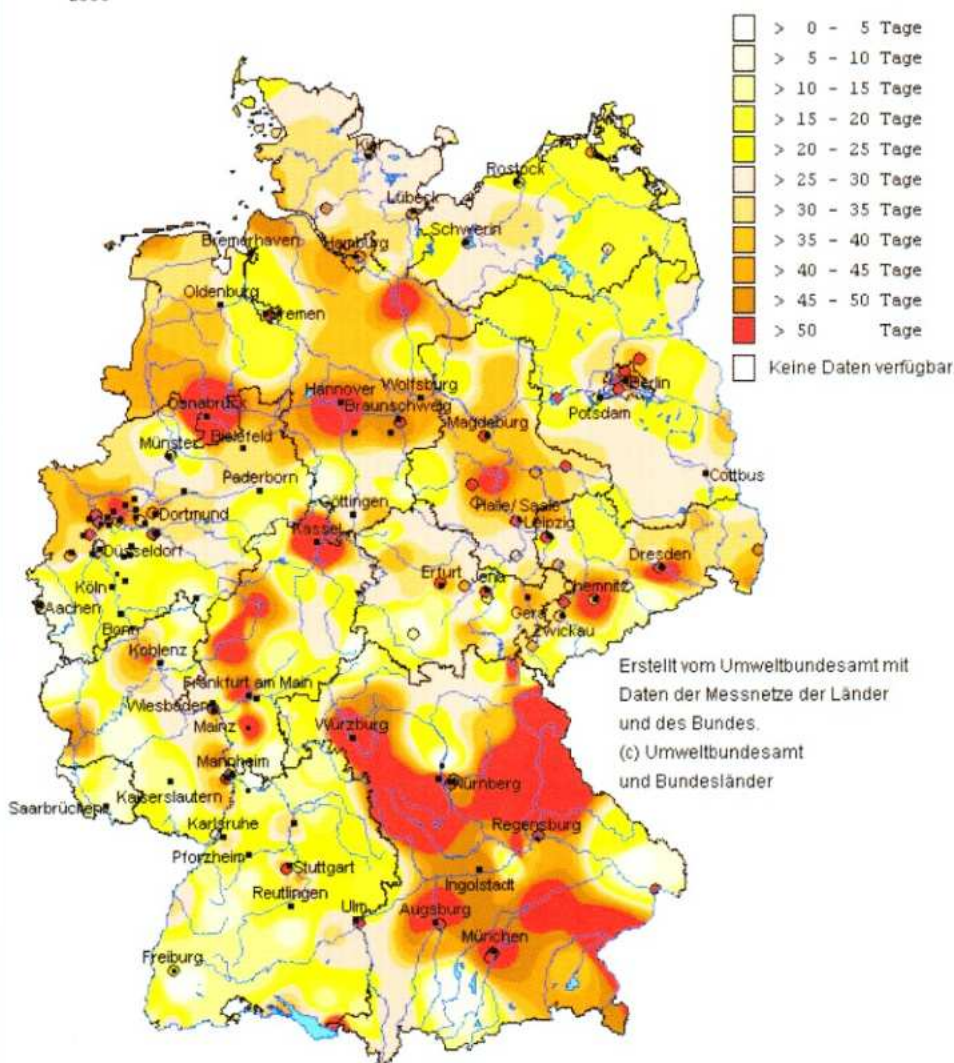 > 0 - 5 Tage
> 5 - 10 Tage
> 10 - 15 Tage
> 15 - 20 Tage
> 20 - 25 Tage
> 25 - 30 Tage
> 30 - 35 Tage
> 35 - 40 Tage
> 40 - 45 Tage
> 45 - 50 Tage
> 50 Tage
Keine Daten verfügbar
Kiel
Rostock
Lübeck
Schwerin
Bremerhaven
Hamburg
Oldenburg
Bremen
Hannover
Wolfsburg
Berlin
Osnabrück
Braunschweig
Potsdam
Münster
Bielefeld
Magdeburg
Paderborn
Cottbus
Göttingen
Halle/ Saale
Dortmund
Leipzig
Kassel
Düsseldorf
Dresden
Erfurt
Jena
Chemnitz
Köln
Gera
Aachen
Zwickau
Bonn
Koblenz
Frankfurt am Main
Wiesbaden
Würzburg
Mainz
Mannheim
Nürnberg
Kaiserslautern
Saarbrücken
Karlsruhe
Regensburg
Pforzheim
Stuttgart
Ingolstadt
Reutlingen
Ulm
Augsburg
München
Freiburg
Erstellt vom Umweltbundesamt mit
Daten der Messnetze der Länder
und des Bundes.
(c) Umweltbundesamt
und Bundesländer